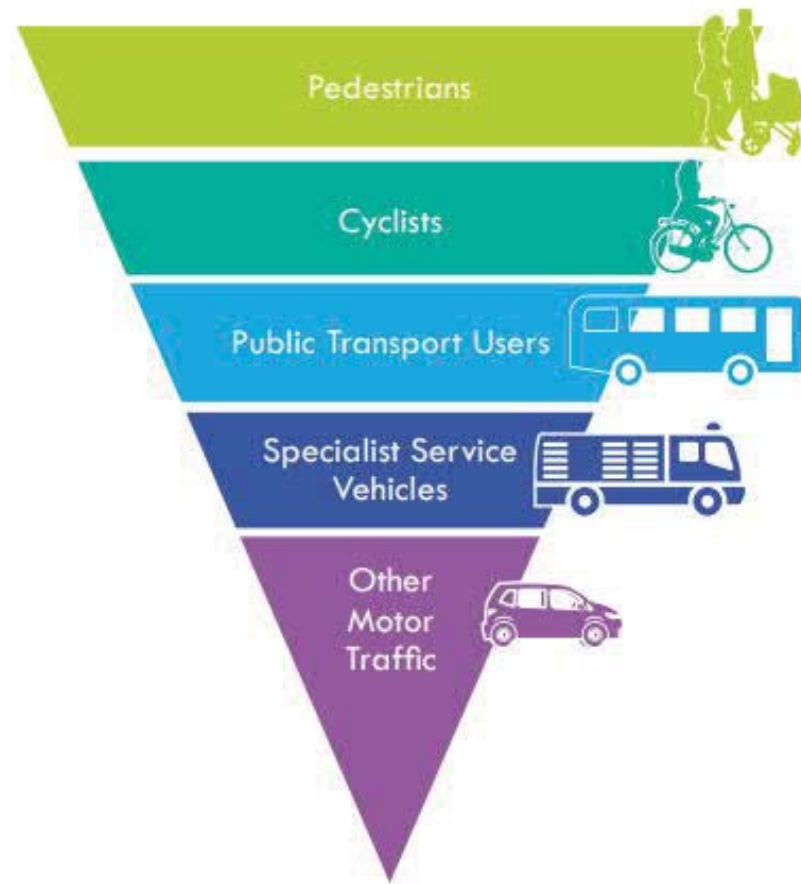 Pedestrians
Cyclists
Public Transport Users
Specialist Service
Vehicles
Other
Motor
Traffic